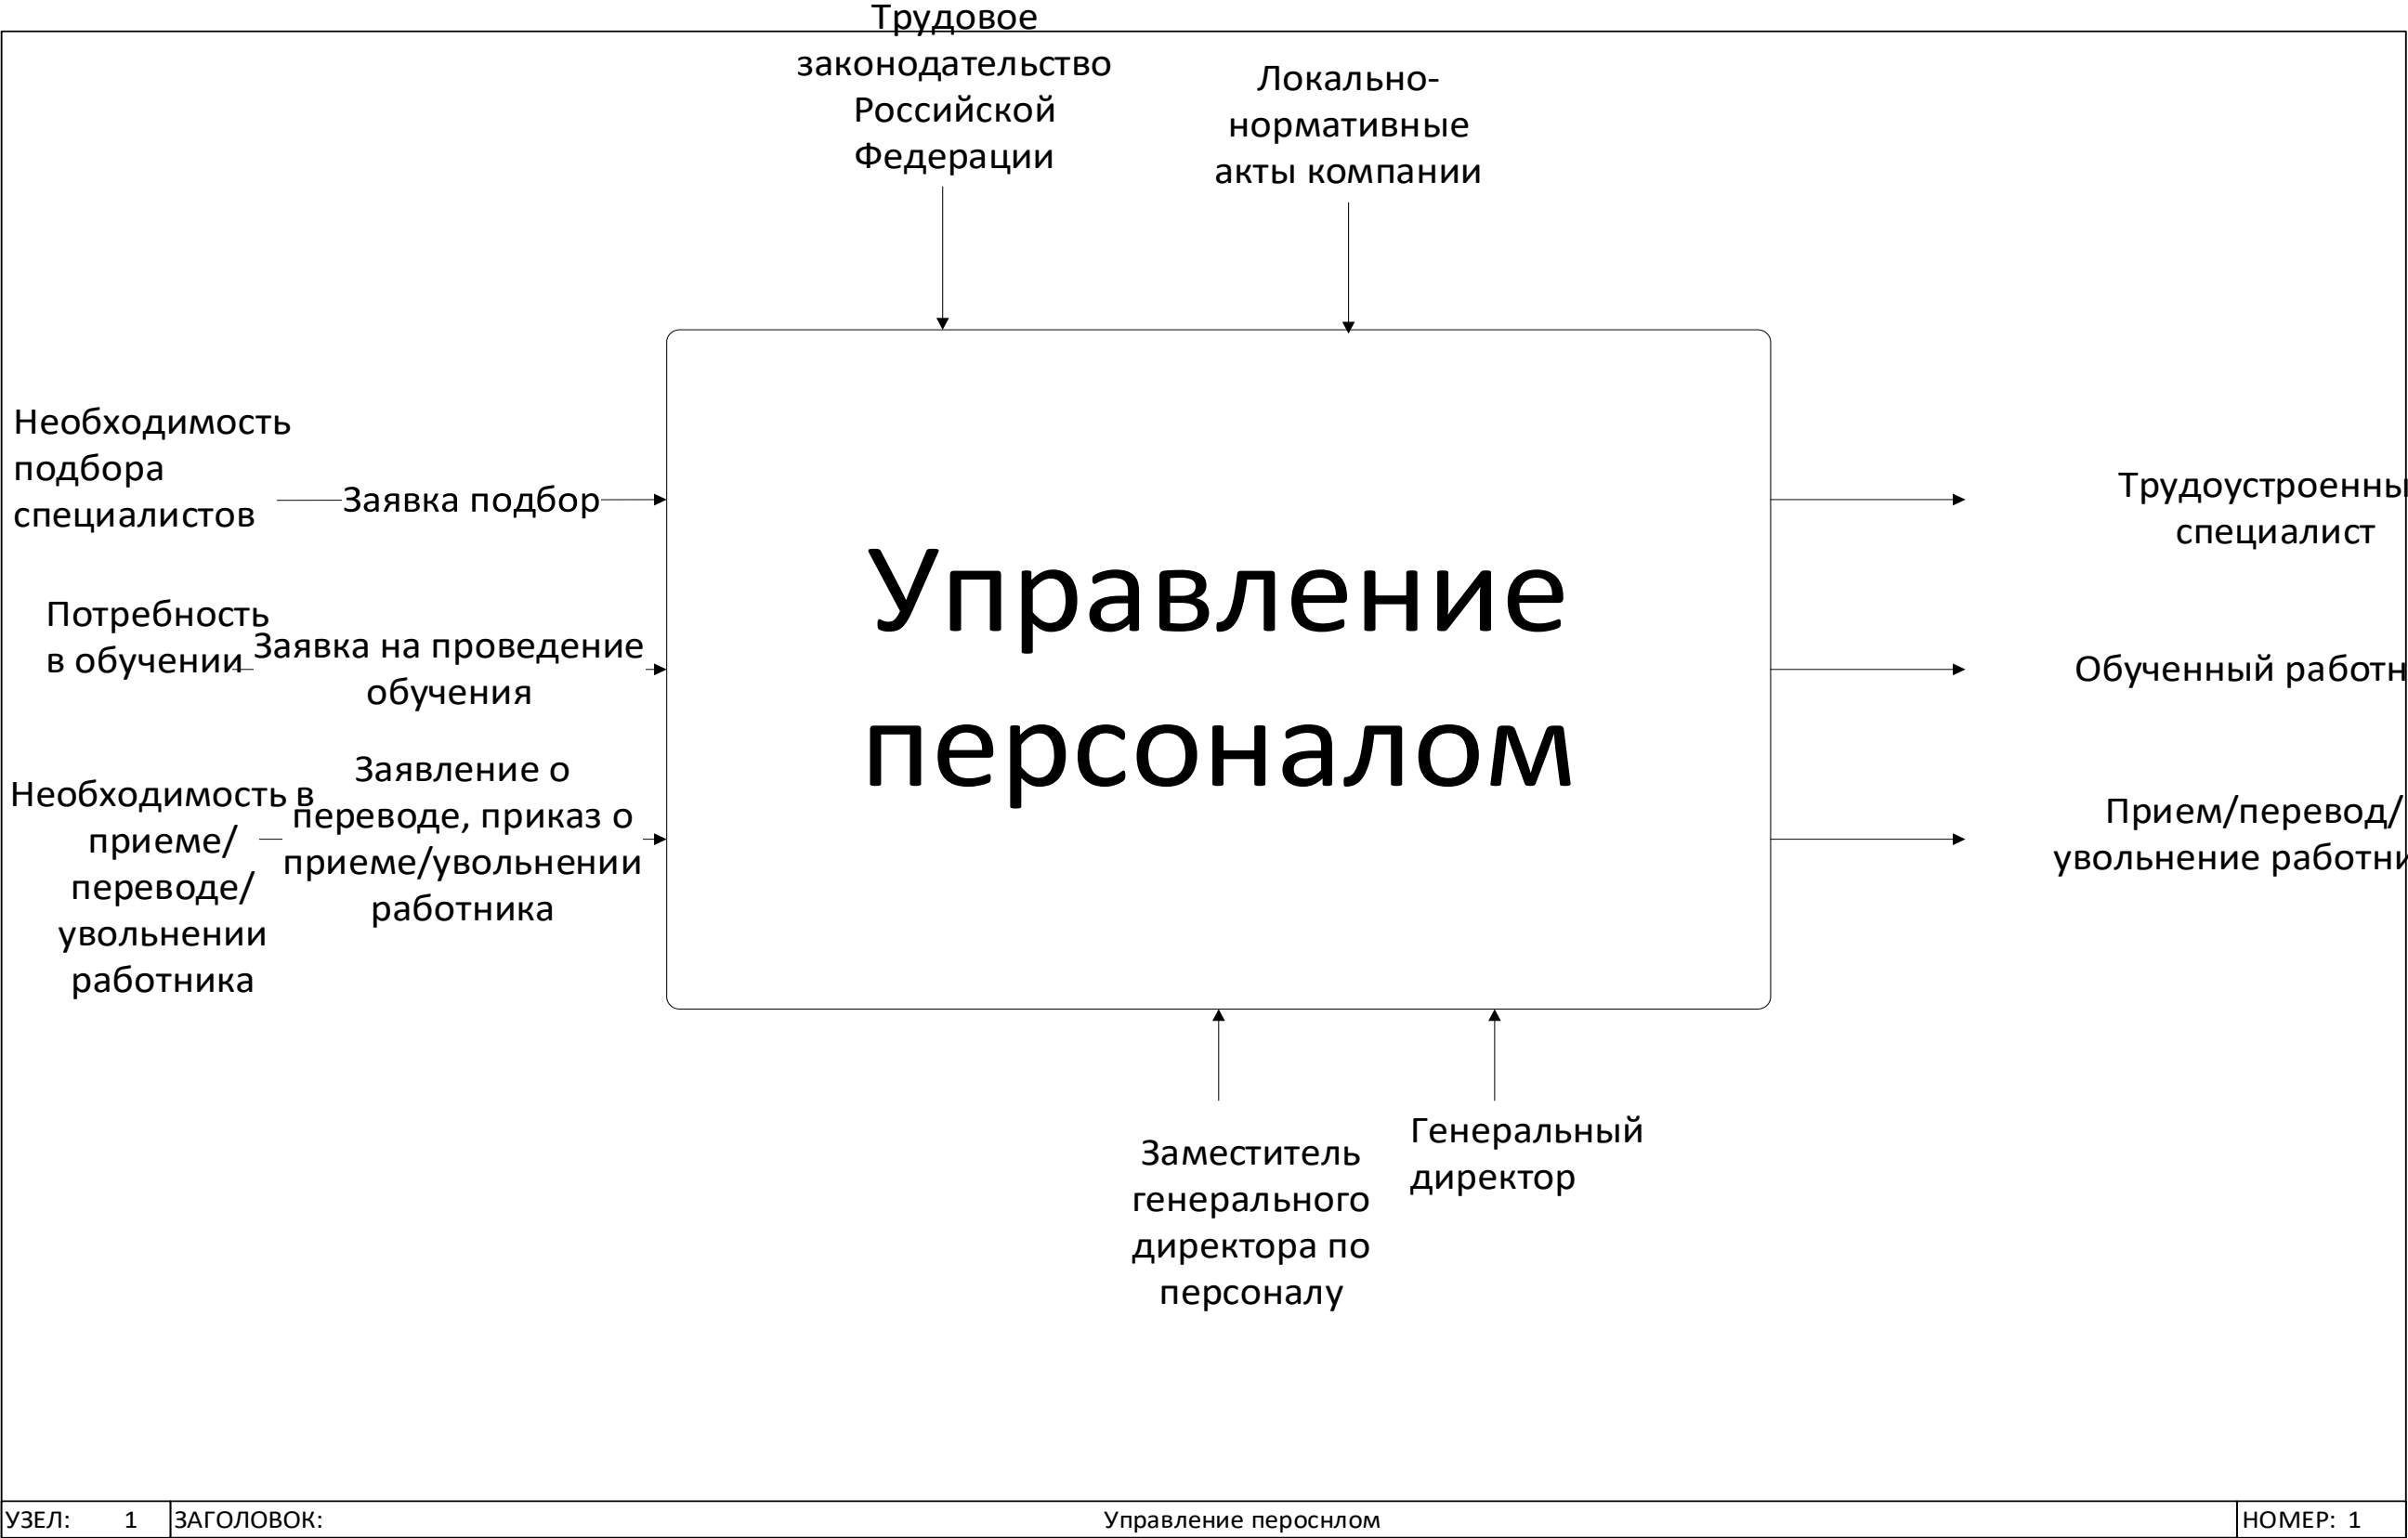 Трудовое
законодательство
Российской
Федерации
Локально-
нормативные
акты компании
Необходимость
подбора
специалистов
Заявка подбор
Потребность
в обучении
Заявка на проведение
обучения
Необходимость в
приеме/
переводе/
увольнении
работника
Заявление о
переводе, приказ о
приеме/увольнении
работника
Управление
персоналом
Трудоустроенны
специалист
Обученный работн
Прием/перевод/
увольнение работни
Заместитель
генерального
директора по
персоналу
Генеральный
директор
УЗЕЛ: 1
ЗАГОЛОВОК:
Управление пероснлом
НОМЕР: 1